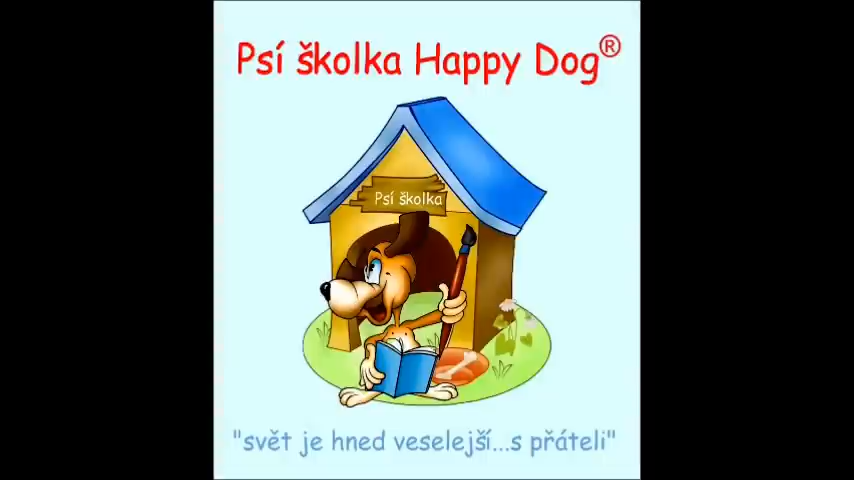 Psí školka Happy Dog®
Psí školka
"svět je hned veselejší...s přáteli"